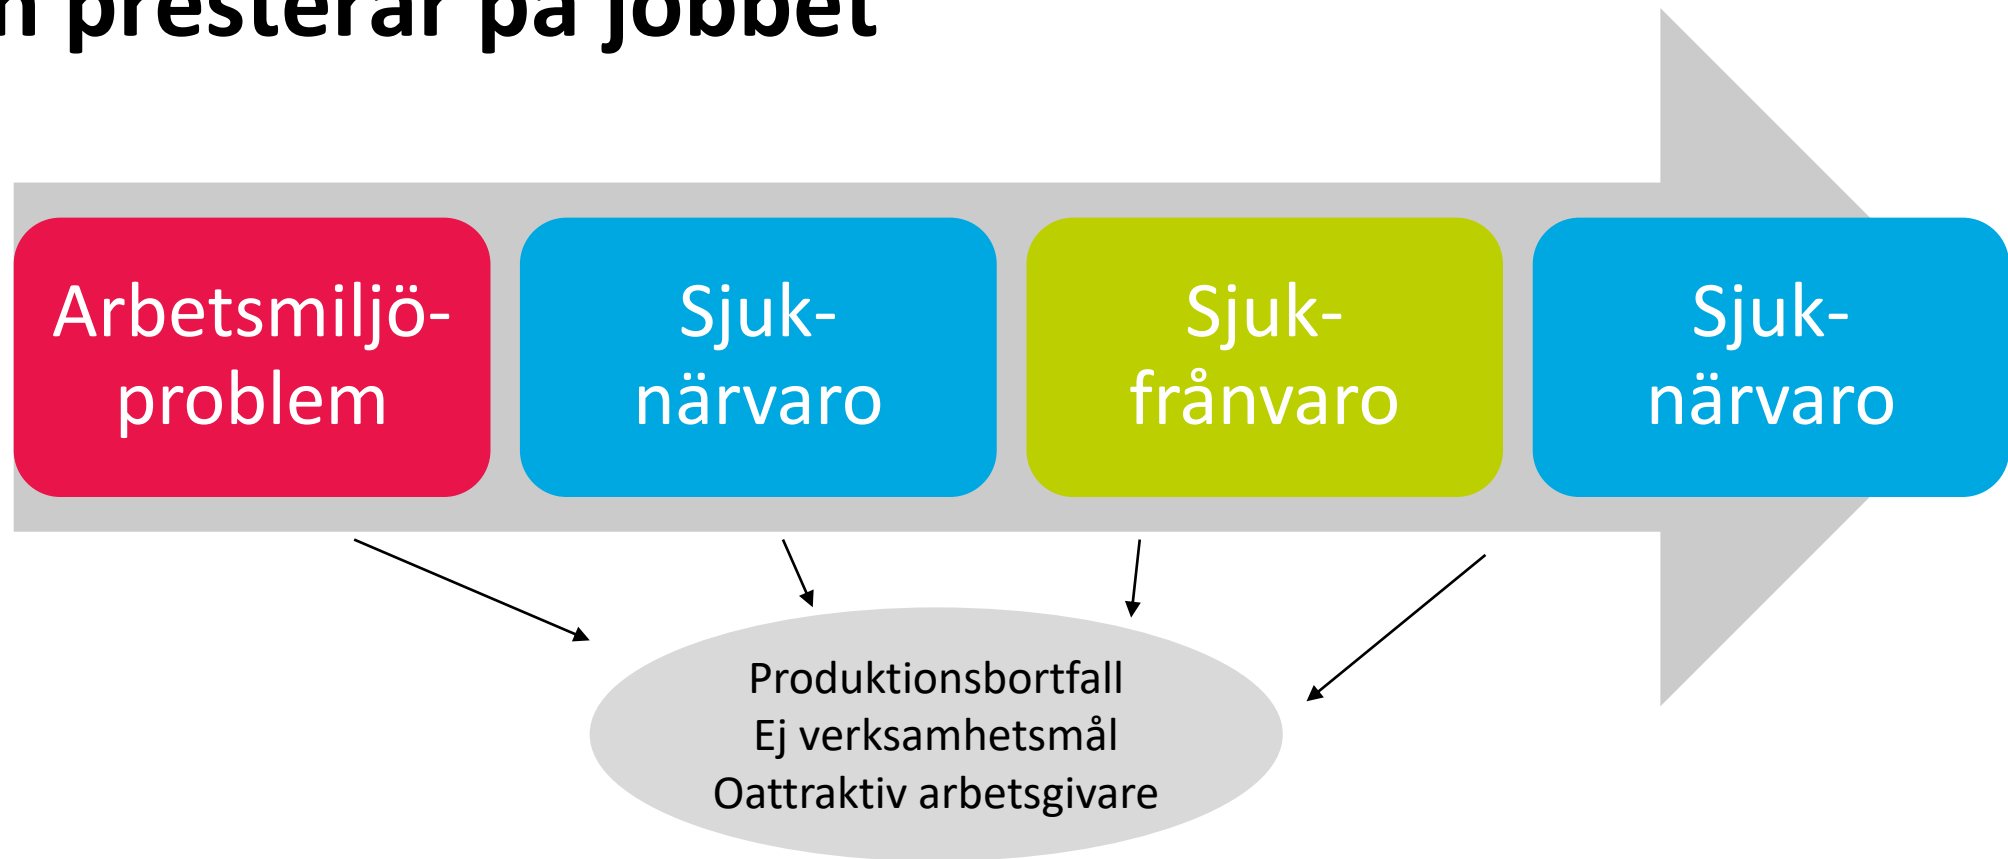 presterar på jobbet
Arbetsmiljö-
problem
Sjuk-
närvaro
Sjuk-
frånvaro
Sjuk-
närvaro
Produktionsbortfall
Ej verksamhetsmål
Oattraktiv arbetsgivare